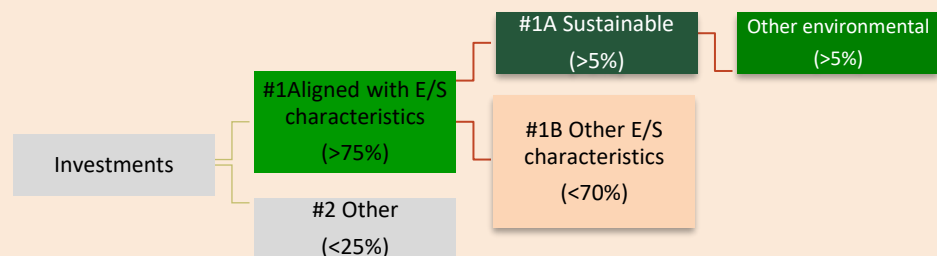 Investments
#1Aligned with E/S
characteristics
(>75%)
#2 Other
(<25%)
#1A Sustainable
(>5%)
#1B Other E/S
characteristics
(<70%)
Other environmental
(>5%)